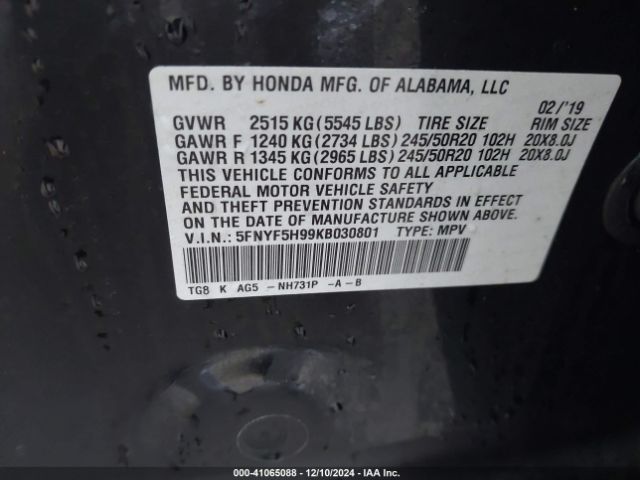 MFD. BY HONDA MFG. OF ALABAMA, LLC
02/'19
GVWR 2515 KG (5545 LBS) TIRE SIZE RIM SIZE
GAWR F 1240 KG (2734 LBS) 245/50R20 102H 20X8.0J
GAWR R 1345 KG (2965 LBS) 245/50R20 102H 20X8.0J
THIS VEHICLE CONFORMS TO ALL APPLICABLE
FEDERAL MOTOR VEHICLE SAFETY
AND THEFT PREVENTION STANDARDS IN EFFECT
ON THE DATE OF MANUFACTURE SHOWN ABOVE.
V.I.N.: 5FNYF5H99KB030801 TYPE: MPV
TG8 K AG5 -NH731P -A-B
000-41065088 - 12/10/2024 - IAA Inc.